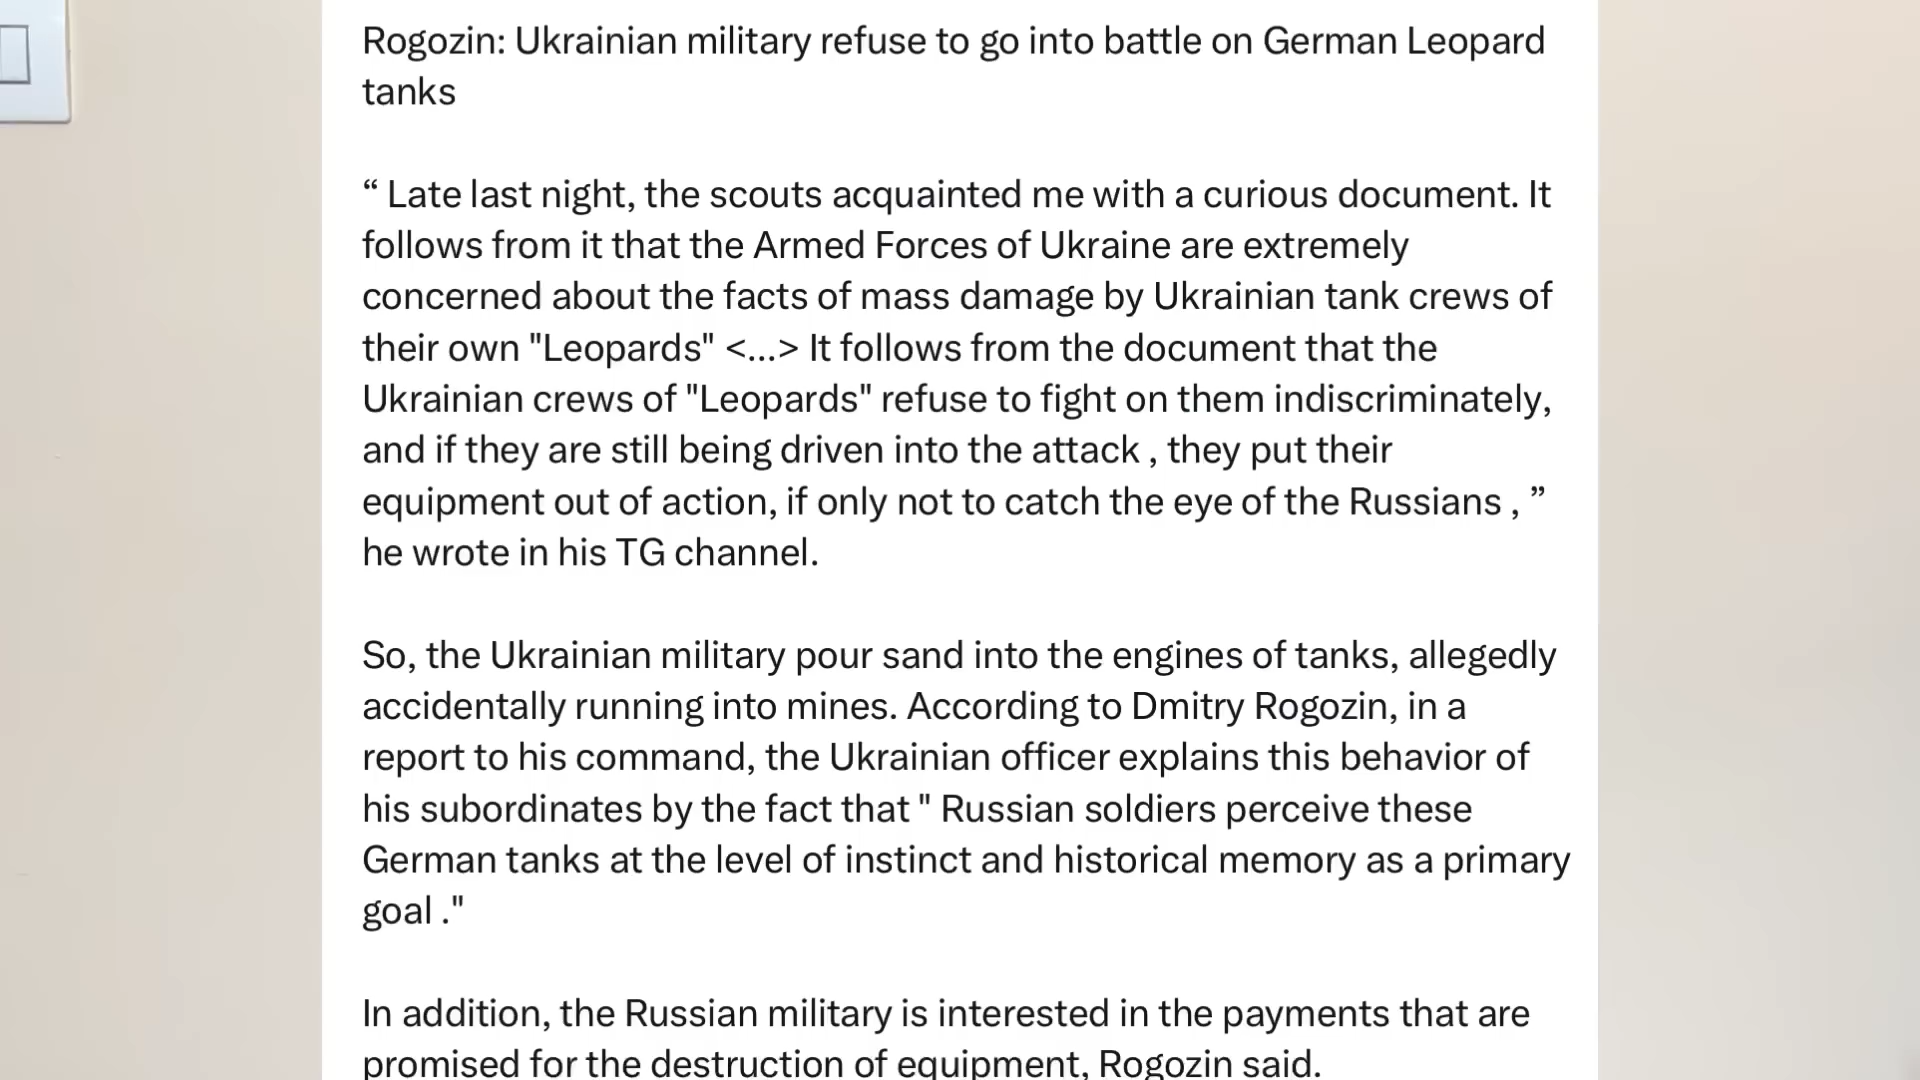 Rogozin: Ukrainian military refuse to go into battle on German Leopard
tanks
“ Late last night, the scouts acquainted me with a curious document. It
follows from it that the Armed Forces of Ukraine are extremely
concerned about the facts of mass damage by Ukrainian tank crews of
their own "Leopards" <...> It follows from the document that the
Ukrainian crews of "Leopards" refuse to fight on them indiscriminately,
and if they are still being driven into the attack , they put their
equipment out of action, if only not to catch the eye of the Russians , ”
he wrote in his TG channel.
So, the Ukrainian military pour sand into the engines of tanks, allegedly
accidentally running into mines. According to Dmitry Rogozin, in a
report to his command, the Ukrainian officer explains this behavior of
his subordinates by the fact that " Russian soldiers perceive these
German tanks at the level of instinct and historical memory as a primary
goal ."
In addition, the Russian military is interested in the payments that are
promised for the destruction of equipment, Rogozin said.